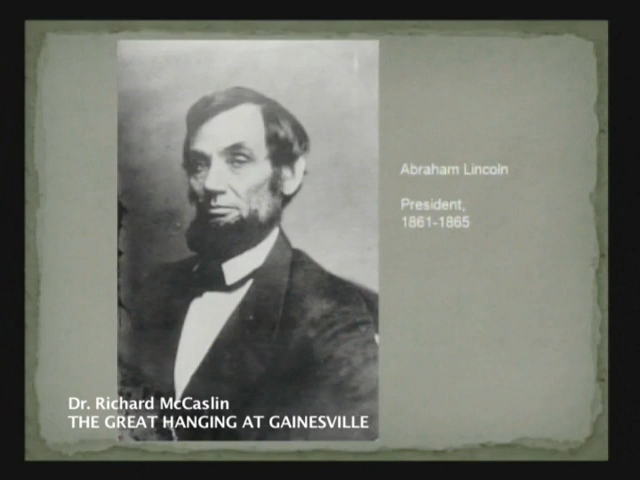 Abraham Lincoln
President,
1861-1865
Dr. Richard McCaslin
THE GREAT HANGING AT GAINESVILLE